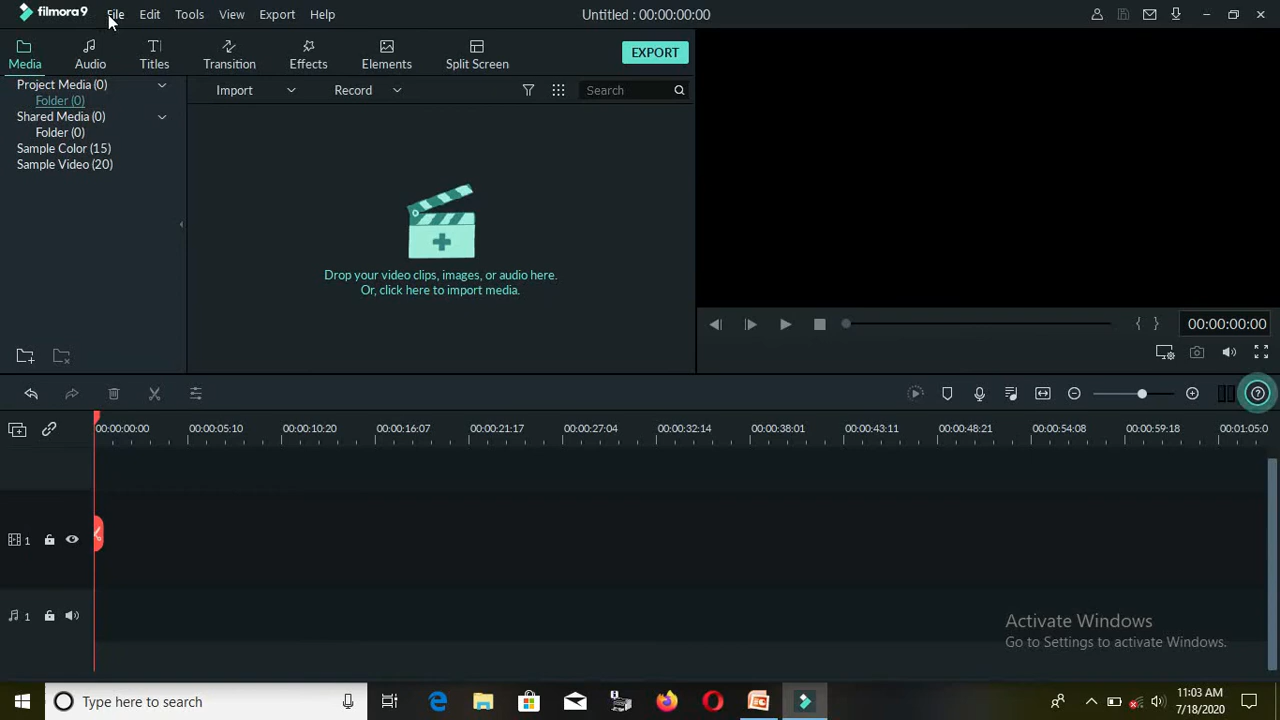 filmora9 File Edit Tools View Export Help Untitled : 00:00:00:00
Media Audio Titles Transition Effects Elements Split Screen EXPORT
Project Media (0)
Folder (0)
Shared Media (0)
Folder (0)
Sample Color (15)
Sample Video (20)
Import Record Search
Drop your video clips, images, or audio here.
Or, click here to import media.
{ } 00:00:00:00
00:00:00:00 00:00:05:10 00:00:10:20 00:00:16:07 00:00:21:17 00:00:27:04 00:00:32:14 00:00:38:01 00:00:43:11 00:00:48:21 00:00:54:08 00:00:59:18 00:01:05:0
1
1
Activate Windows
Go to Settings to activate Windows.
Type here to search
11:03 AM
7/18/2020